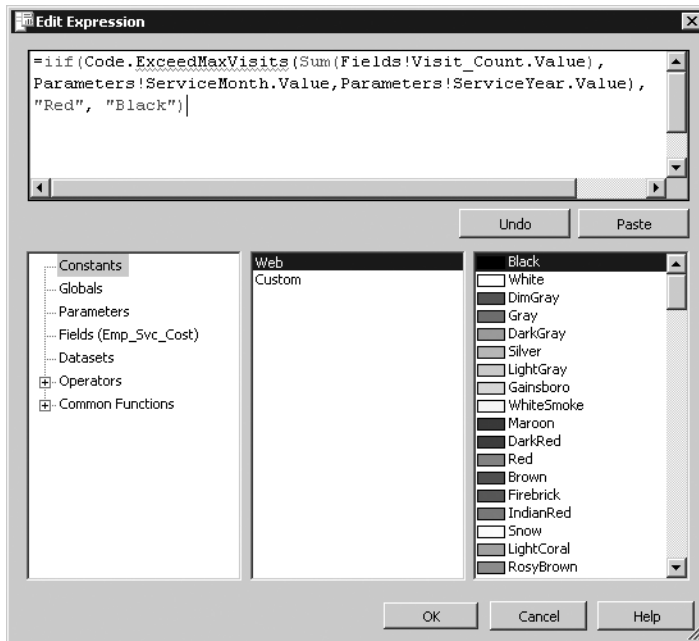 Edit Expression
=iif(Code.ExceedMaxVisits(Sum(Fields!Visit_Count.Value),
Parameters!ServiceMonth.Value,Parameters!ServiceYear.Value),
"Red", "Black")
Undo
Paste
Constants
Globals
Parameters
Fields (Emp_Svc_Cost)
Datasets
Operators
Common Functions
Web
Custom
Black
White
DimGray
Gray
DarkGray
Silver
LightGray
Gainsboro
WhiteSmoke
Maroon
DarkRed
Red
Brown
Firebrick
IndianRed
Snow
LightCoral
RosyBrown
OK
Cancel
Help